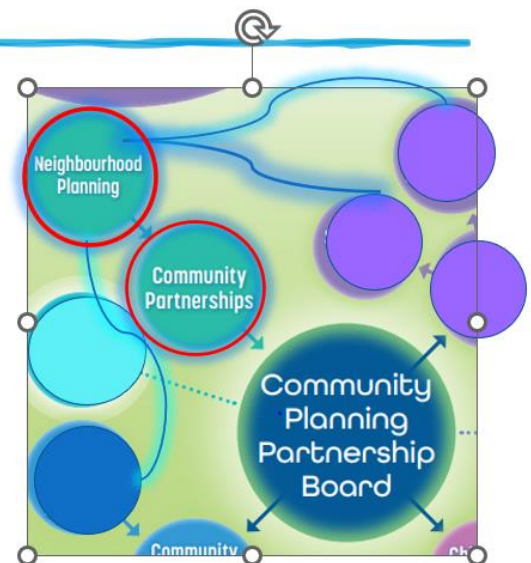 Neighbourhood
Planning
Community
Partnerships
Community
Planning
Partnership
Board
Community